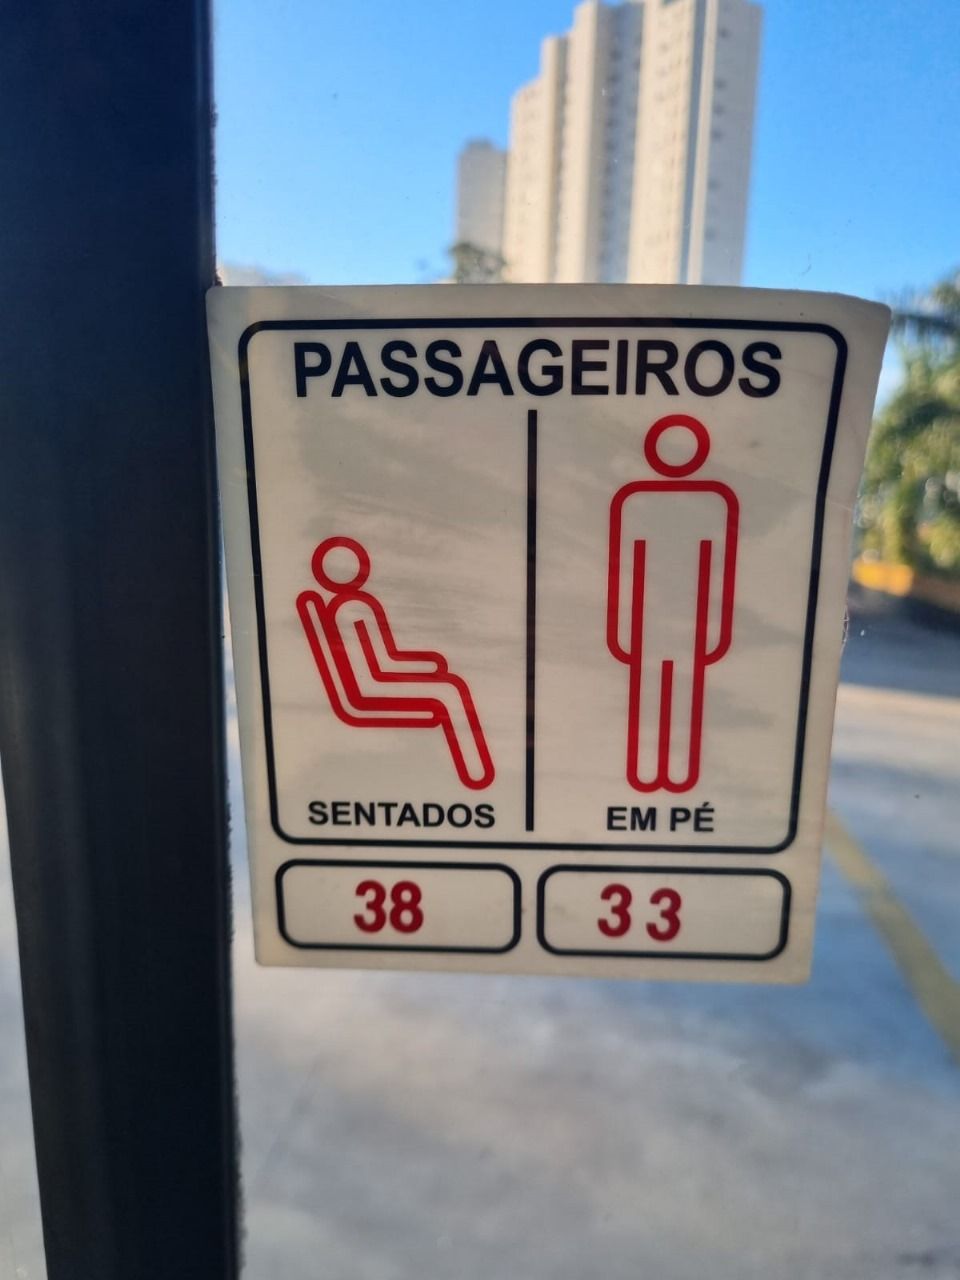 PASSAGEIROS
SENTADOS EM PÉ
38 33